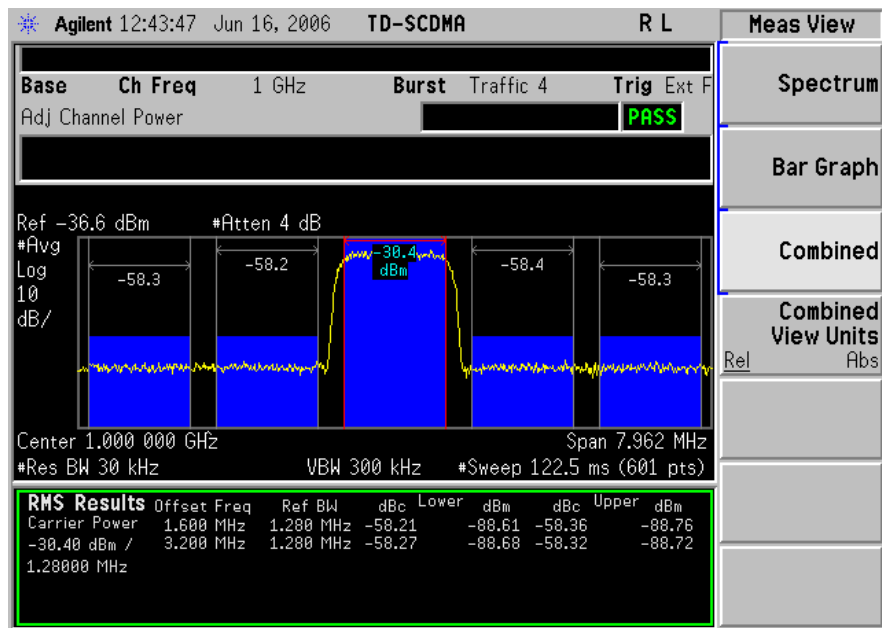 Agilent 12:43:47 Jun 16, 2006 TD-SCDMA R L
Meas View
Base Ch Freq 1 GHz Burst Traffic 4 Trig Ext F
Adj Channel Power PASS
Spectrum
Bar Graph
Combined
Combined View Units
Rel Abs
Ref -36.6 dBm #Atten 4 dB
#Avg
Log
10
dB/
-58.3 -58.2 -30.4 dBm -58.4 -58.3
Center 1.000 000 GHz Span 7.962 MHz
#Res BW 30 kHz VBW 300 kHz #Sweep 122.5 ms (601 pts)
RMS Results Offset Freq Ref BW dBc Lower dBm dBc Upper dBm
Carrier Power 1.600 MHz 1.280 MHz -58.21 -88.61 -58.36 -88.76
-30.40 dBm / 3.200 MHz 1.280 MHz -58.27 -88.68 -58.32 -88.72
1.28000 MHz